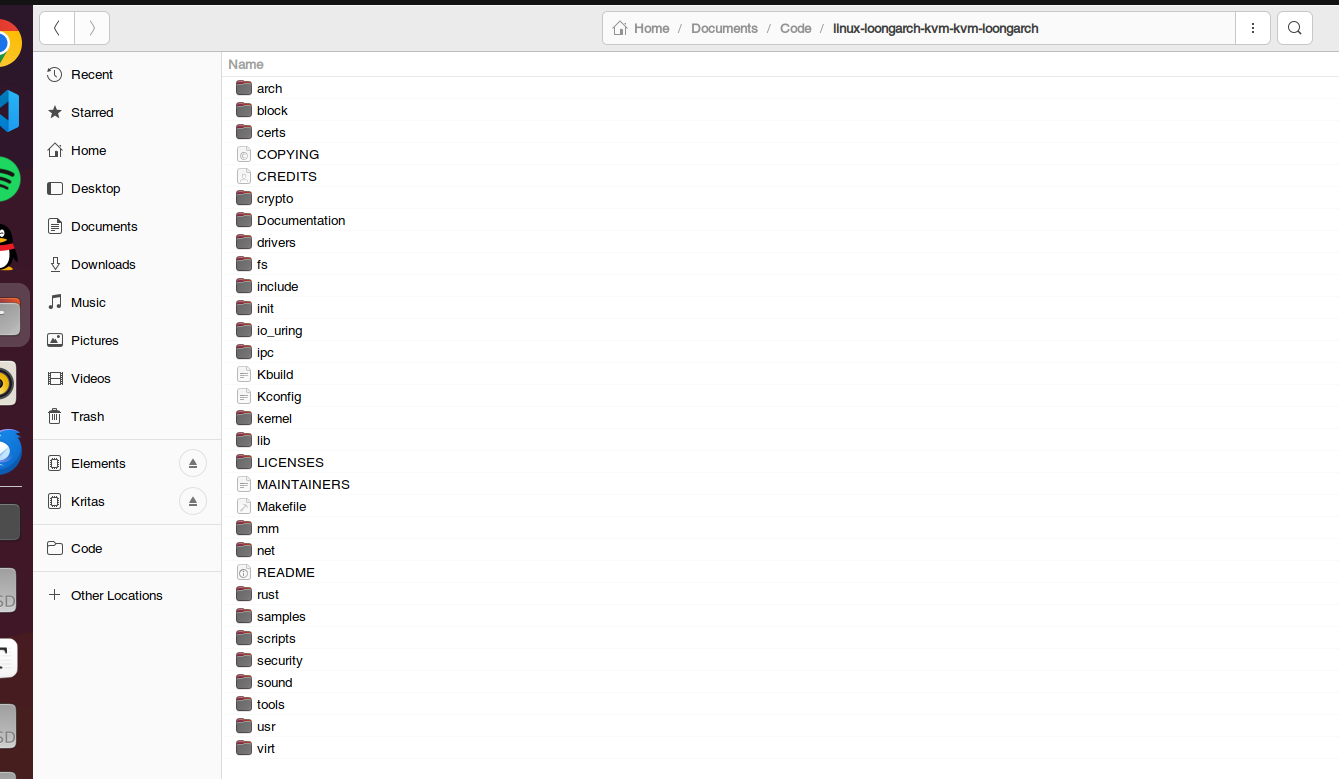 Home / Documents / Code / linux-loongarch-kvm-kvm-loongarch
Recent
Starred
Home
Desktop
Documents
Downloads
Music
Pictures
Videos
Trash
Elements
Kritas
Code
Other Locations
Name
arch
block
certs
COPYING
CREDITS
crypto
Documentation
drivers
fs
include
init
io_uring
ipc
Kbuild
Kconfig
kernel
lib
LICENSES
MAINTAINERS
Makefile
mm
net
README
rust
samples
scripts
security
sound
tools
usr
virt